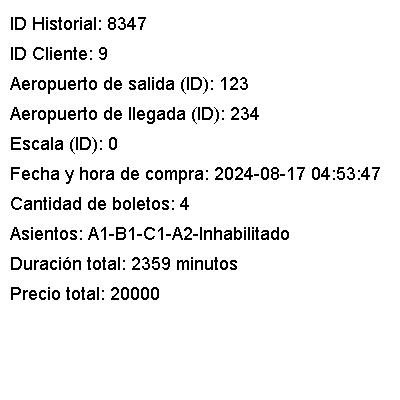 ID Historial: 8347
ID Cliente: 9
Aeropuerto de salida (ID): 123
Aeropuerto de llegada (ID): 234
Escala (ID): 0
Fecha y hora de compra: 2024-08-17 04:53:47
Cantidad de boletos: 4
Asientos: A1-B1-C1-A2-Inhabilitado
Duración total: 2359 minutos
Precio total: 20000